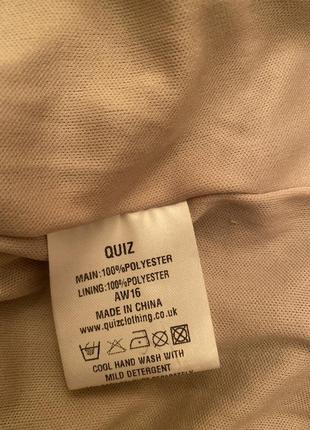 QUIZ
MAIN:100%POLYESTER
LINING:100%POLYESTER
AW16
MADE IN CHINA
www.quizclothing.co.uk
COOL HAND WASH WITH
MILD DETERGENT